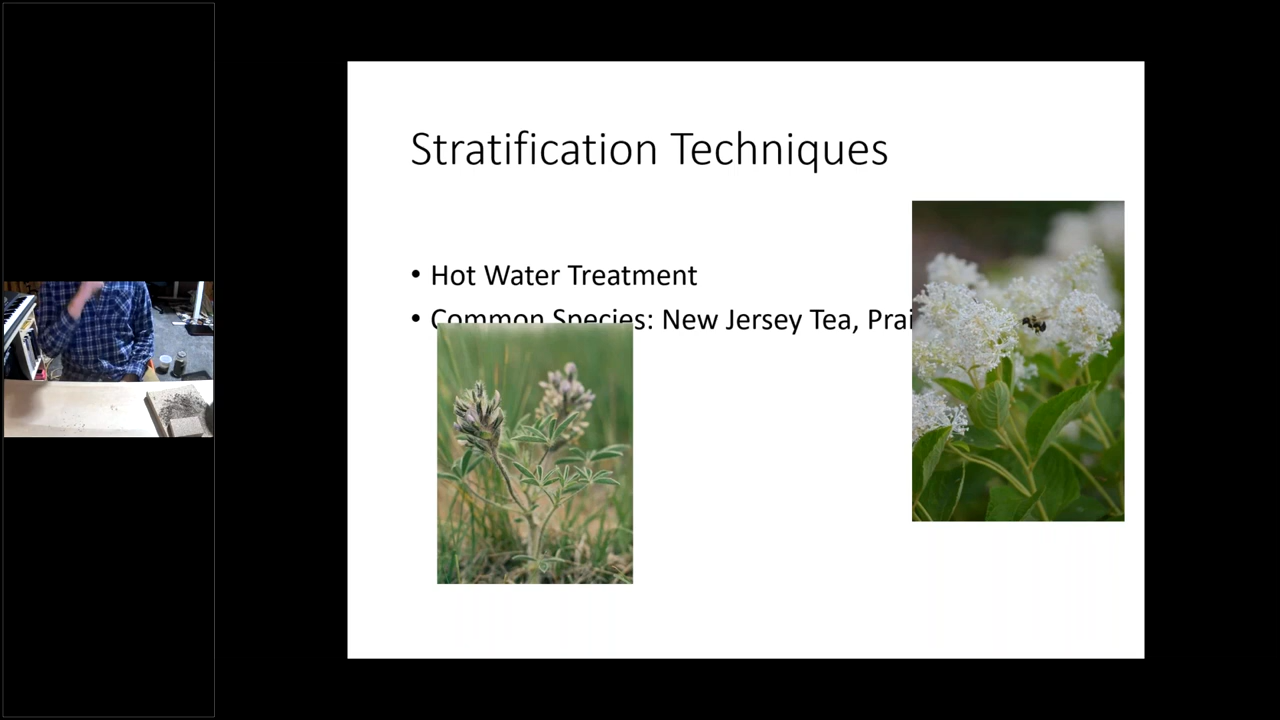 Stratification Techniques
• Hot Water Treatment
• Common Species: New Jersey Tea, Prai